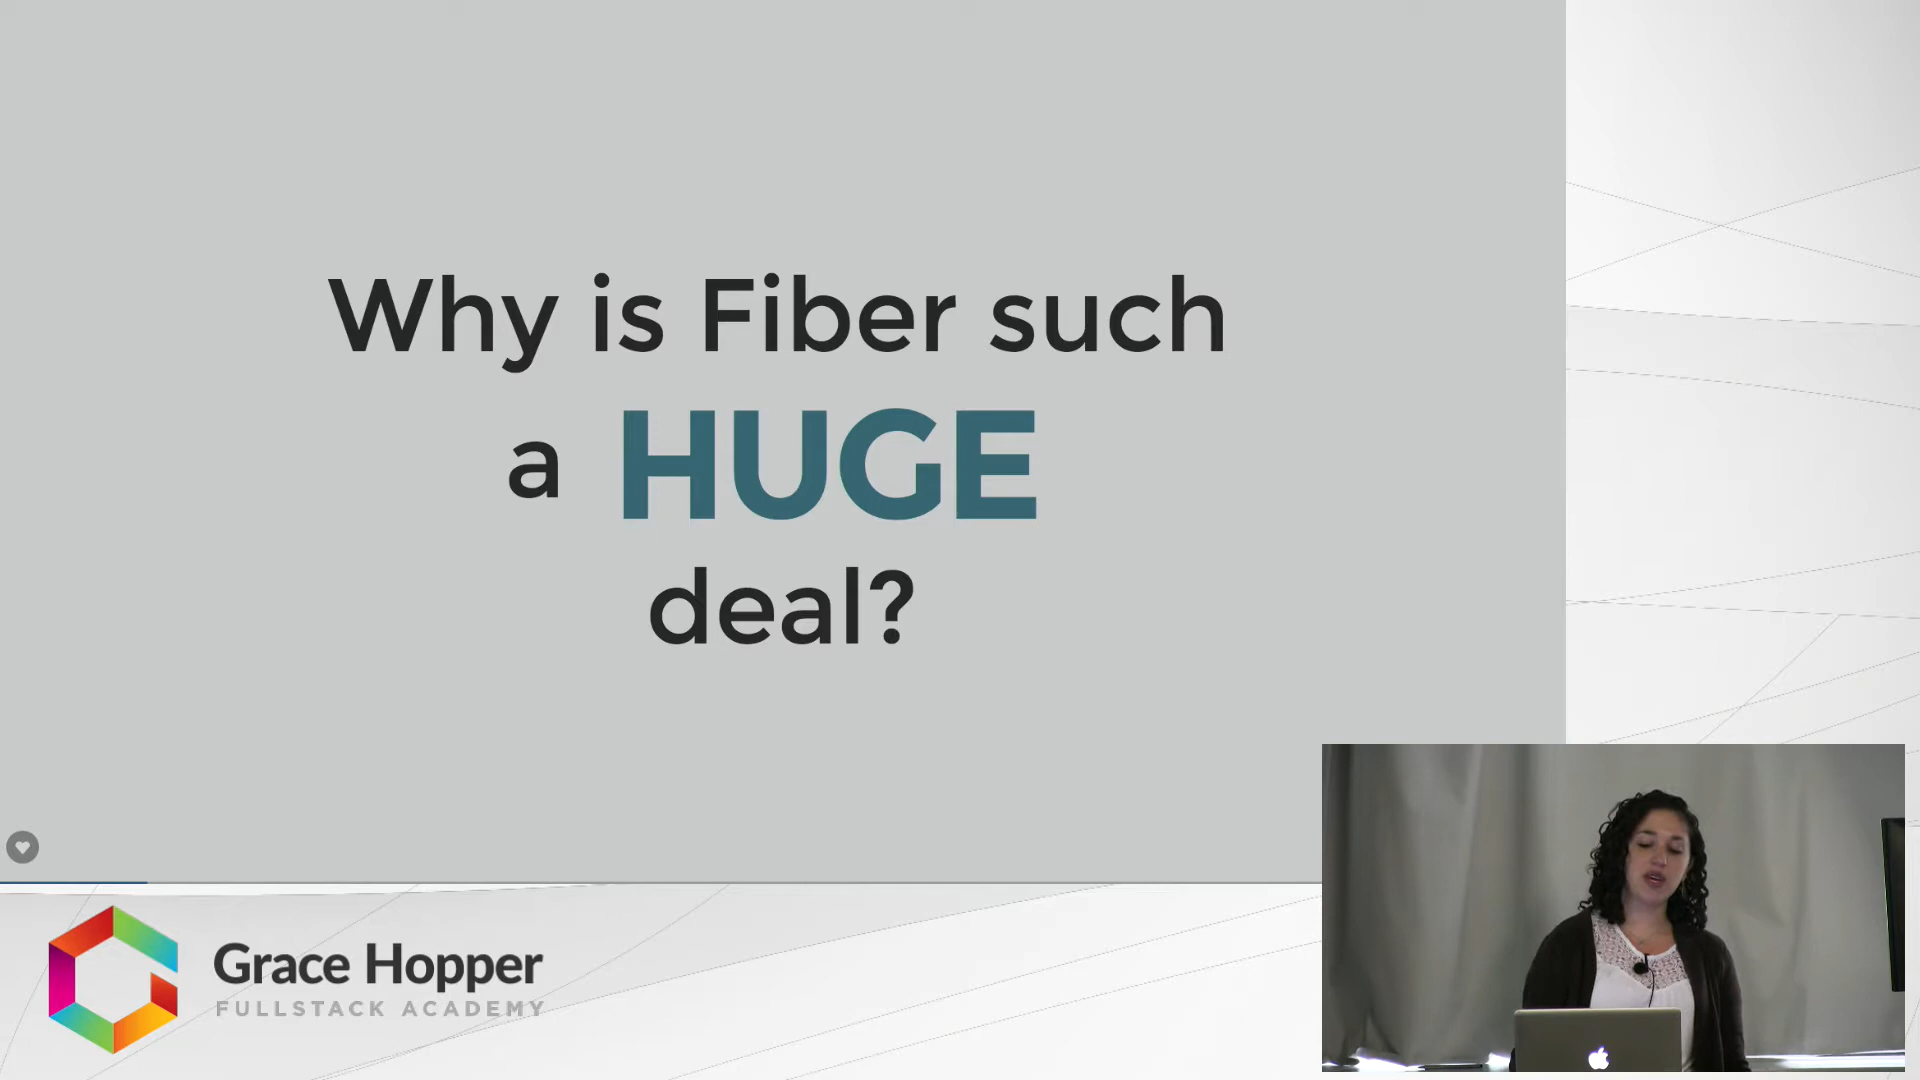 Why is Fiber such
a HUGE
deal?
Grace Hopper
FULLSTACK ACADEMY